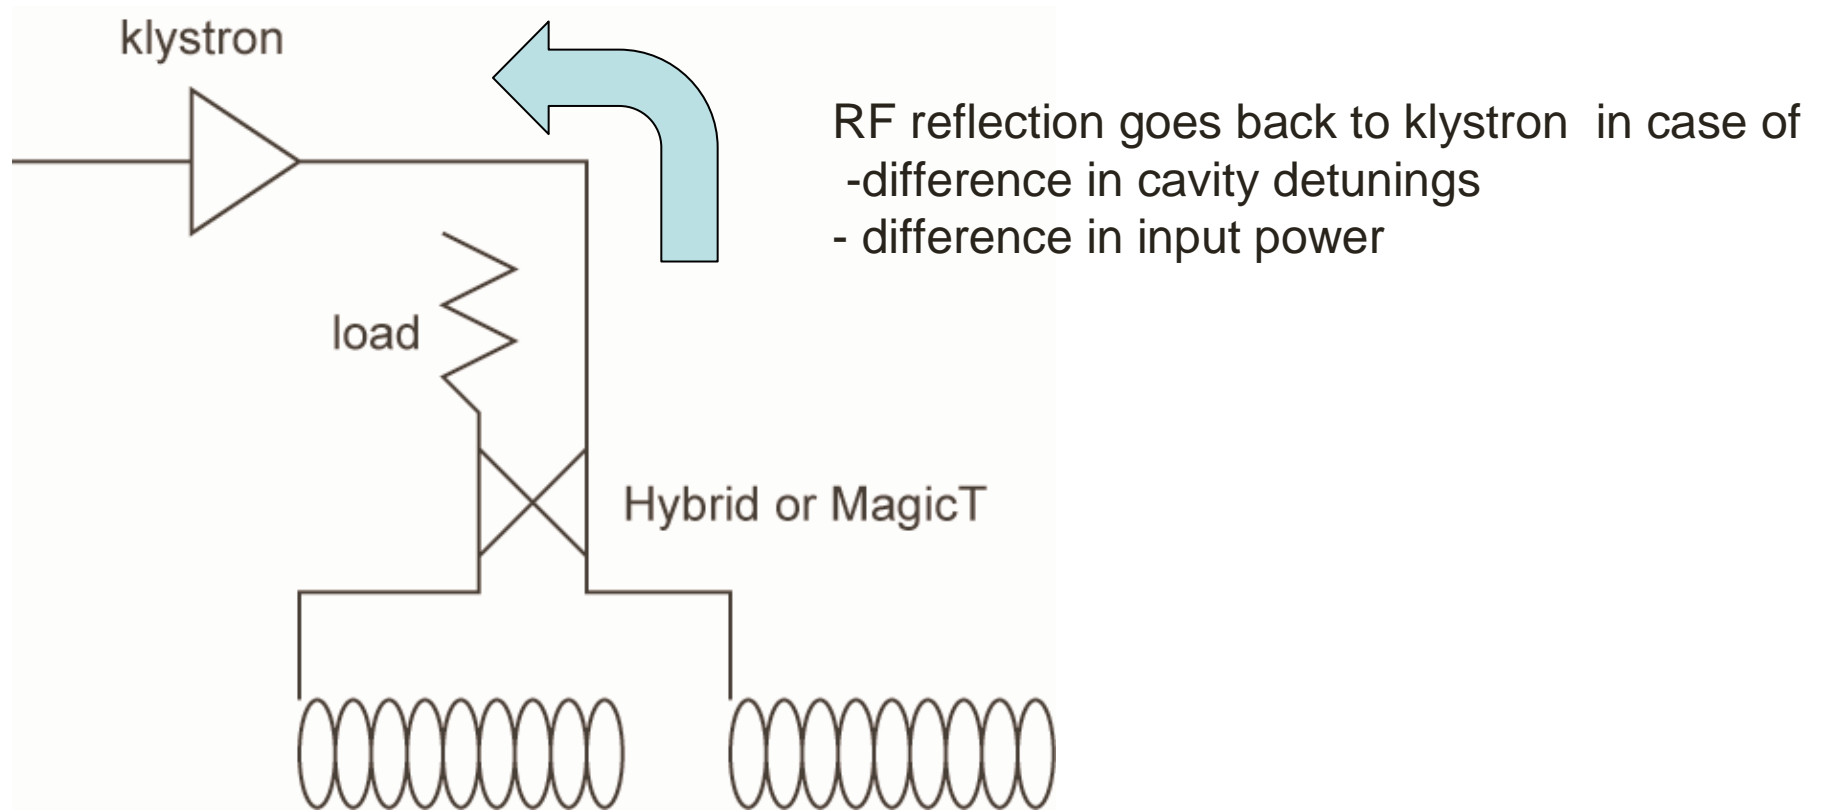 klystron
RF reflection goes back to klystron  in case of
-difference in cavity detunings
- difference in input power
load
Hybrid or MagicT